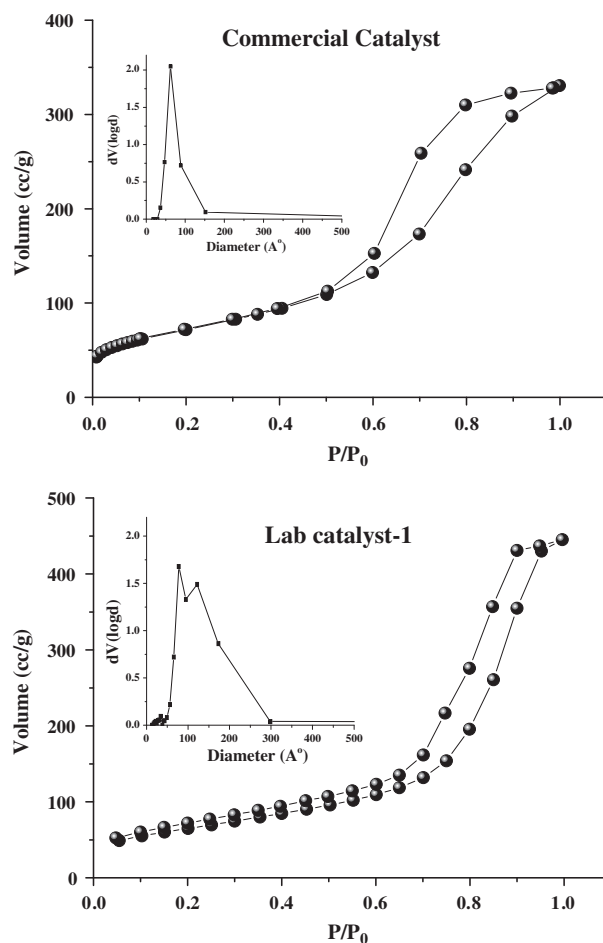 Commercial Catalyst
400
300
200
100
0
Volume (cc/g)
0.0 0.2 0.4 0.6 0.8 1.0
P/P0
2.0
1.5
1.0
0.5
0.0
dV(logd)
0 100 200 300 400 500
Diameter (Ao)
Lab catalyst-1
500
400
300
200
100
0
Volume (cc/g)
0.0 0.2 0.4 0.6 0.8 1.0
P/P0
2.0
1.5
1.0
0.5
0.0
dV(logd)
0 100 200 300 400 500
Diameter (Ao)